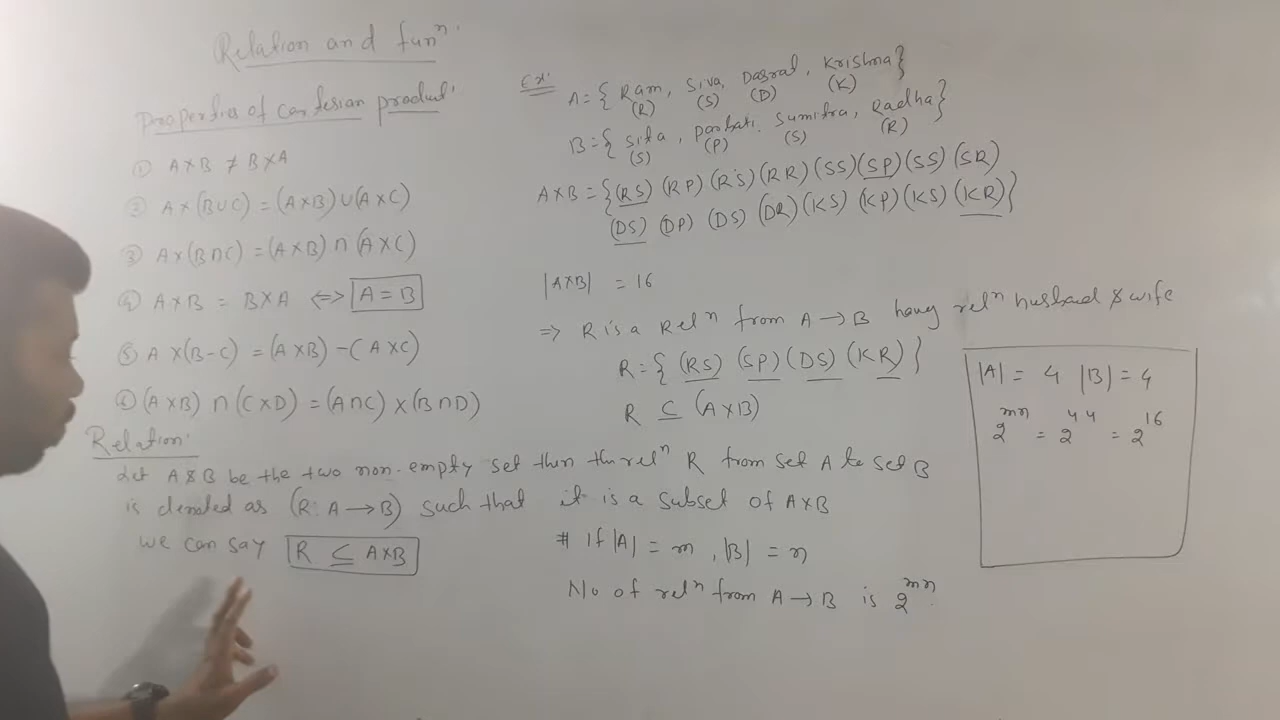 Relation and funⁿ.
Properties of cartesian product.
① A×B ≠ B×A
② A×(B∪C) = (A×B)∪(A×C)
③ A×(B∩C) = (A×B)∩(A×C)
④ A×B = B×A ⟺ A = B
⑤ A×(B-C) = (A×B)-(A×C)
⑥ (A×B)∩(C×D) = (A∩C)×(B∩D)
Relation:
Let A & B be the two non-empty set then the relⁿ R from set A to set B
is denoted as (R: A→B) such that it is a subset of A×B
we can say R ⊆ A×B
Ex:
A = { Ram, Siva, Dasrat, Krishna}
(R) (S) (D) (K)
B = { Sita, Parbati, Sumitra, Radha}
(S) (P) (S) (R)
A×B = { (RS) (RP) (RS) (RR) (SS) (SP) (SS) (SR)
(DS) (DP) (DS) (DR) (KS) (KP) (KS) (KR) }
|A×B| = 16
⇒ R is a Relⁿ from A→B having relⁿ husband & wife
R = { (RS) (SP) (DS) (KR) }
R ⊆ (A×B)
# If |A| = m, |B| = n
No of relⁿ from A→B is 2ᵐⁿ.
|A| = 4 |B| = 4
2ᵐⁿ = 2⁴ ⁴ = 2¹⁶